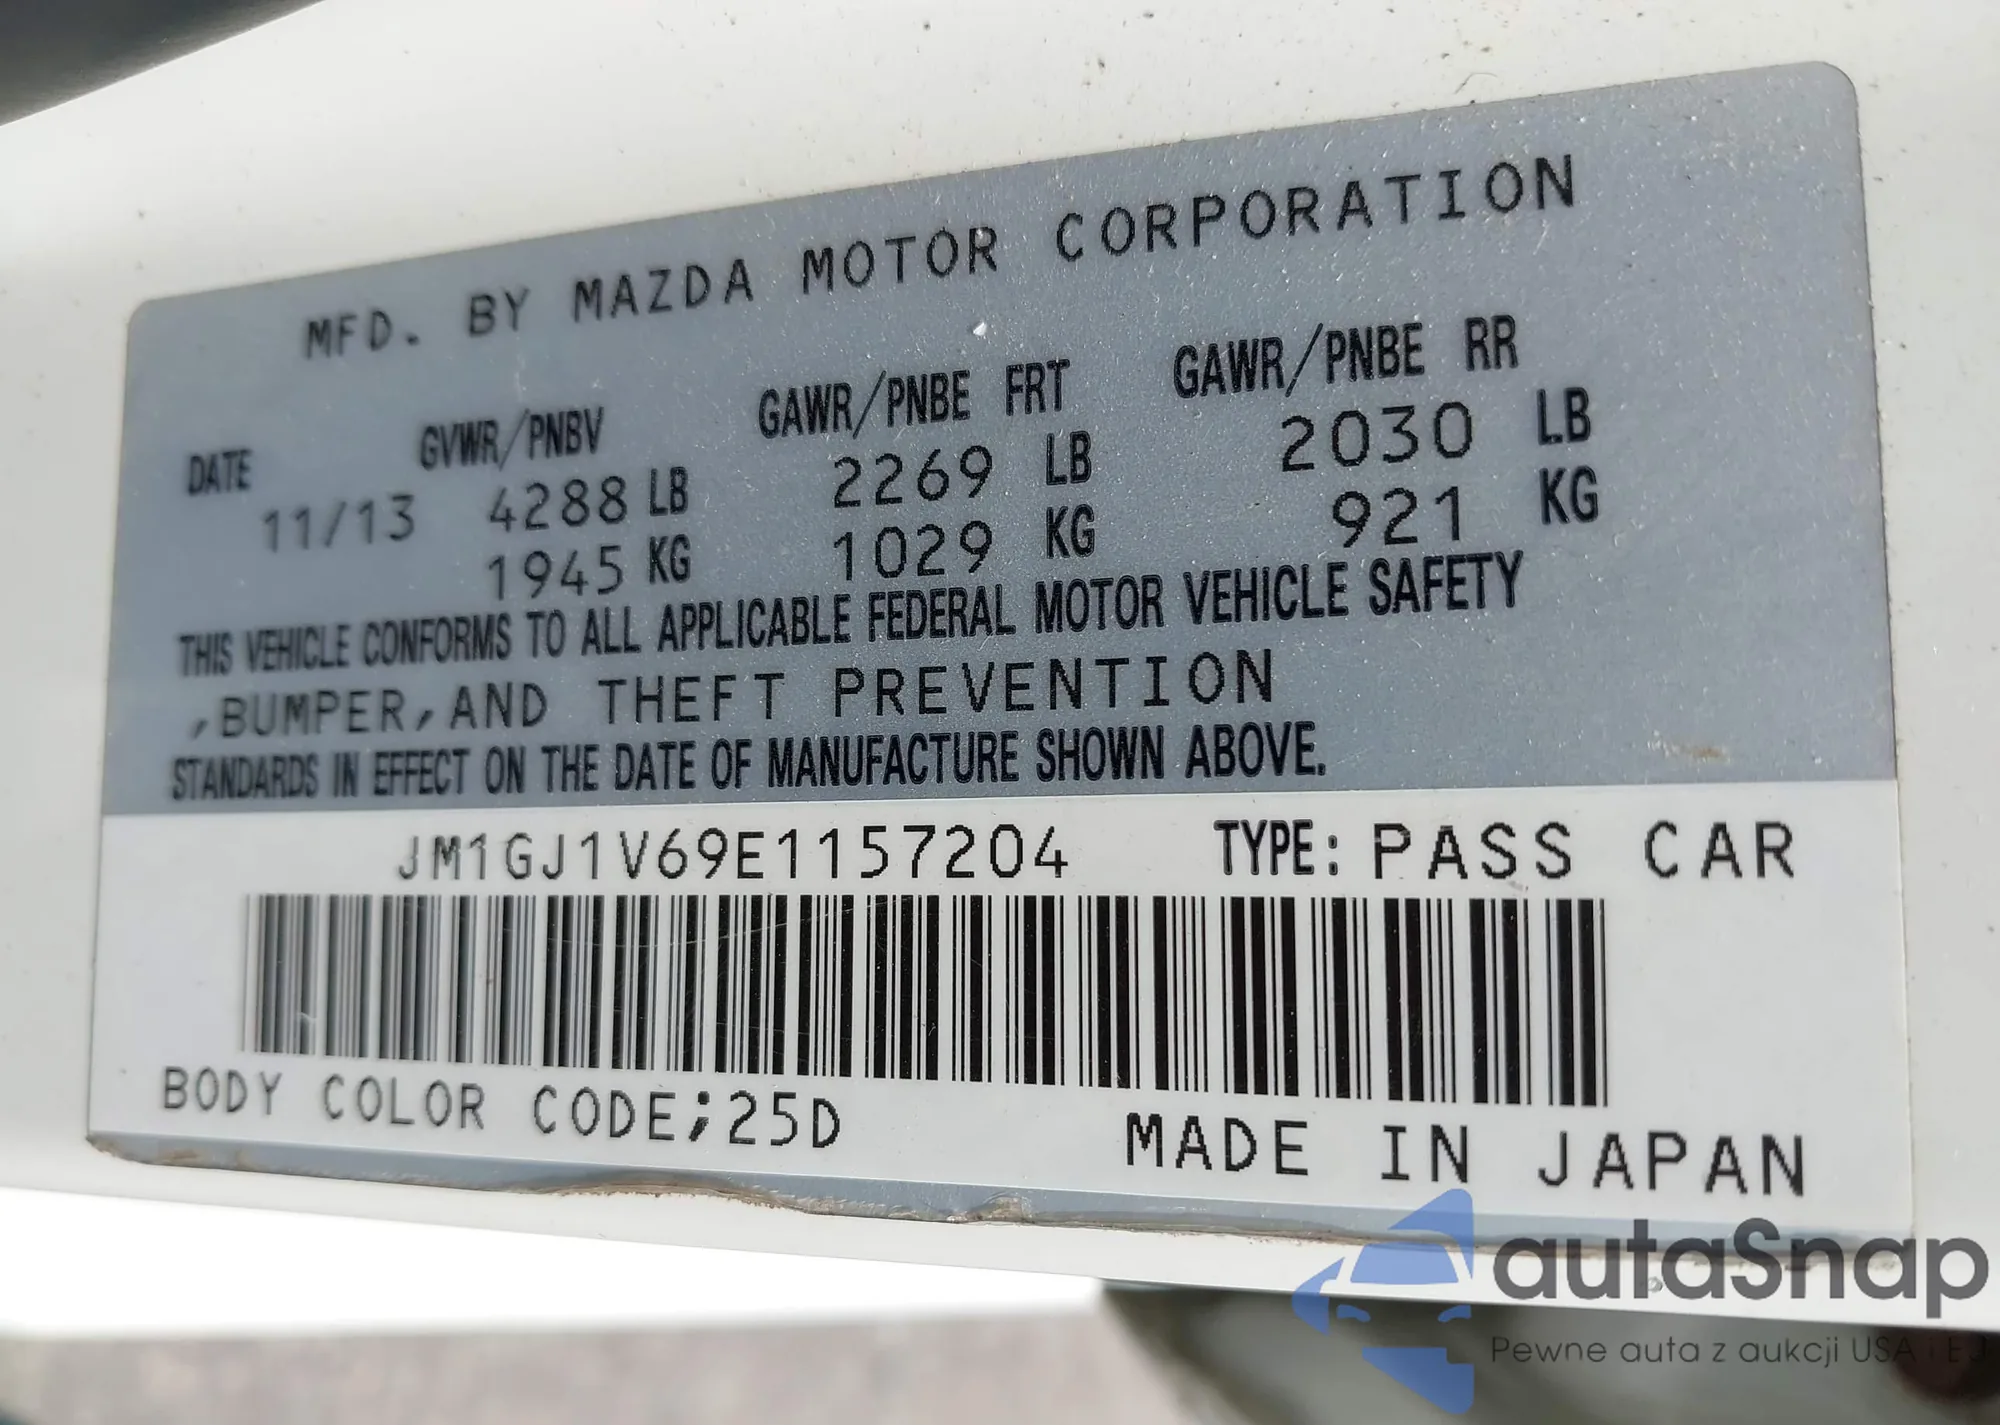 MFD. BY MAZDA MOTOR CORPORATION
DATE GVWR/PNBV GAWR/PNBE FRT GAWR/PNBE RR
11/13 4288 LB 2269 LB 2030 LB
1945 KG 1029 KG 921 KG
THIS VEHICLE CONFORMS TO ALL APPLICABLE FEDERAL MOTOR VEHICLE SAFETY
,BUMPER,AND THEFT PREVENTION
STANDARDS IN EFFECT ON THE DATE OF MANUFACTURE SHOWN ABOVE.
JM1GJ1V69E1157204 TYPE: PASS CAR
BODY COLOR CODE;25D
MADE IN JAPAN
autaSnap
Pewne auta z aukcji USA i EU